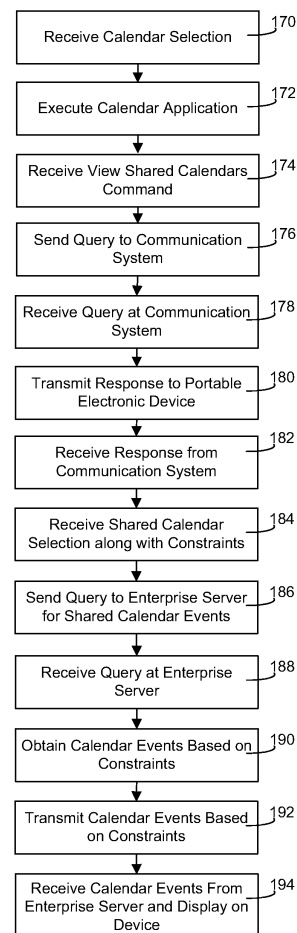 170
Receive Calendar Selection
172
Execute Calendar Application
174
Receive View Shared Calendars
Command
176
Send Query to Communication
System
178
Receive Query at Communication
System
180
Transmit Response to Portable
Electronic Device
182
Receive Response from
Communication System
184
Receive Shared Calendar
Selection along with Constraints
186
Send Query to Enterprise Server
for Shared Calendar Events
188
Receive Query at Enterprise
Server
190
Obtain Calendar Events Based on
Constraints
192
Transmit Calendar Events Based
on Constraints
194
Receive Calendar Events From
Enterprise Server and Display on
Device